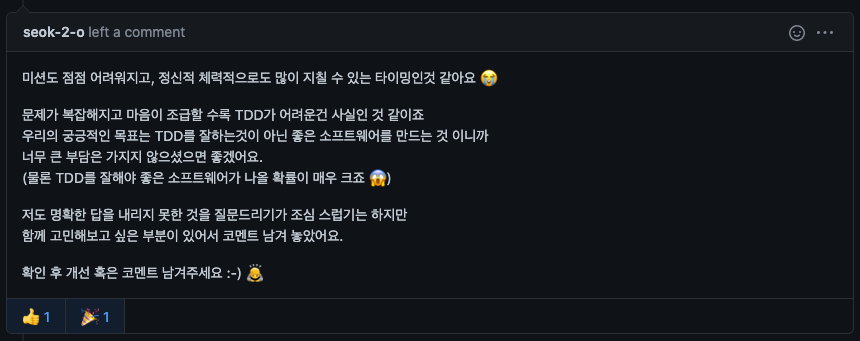 seok-2-o left a comment
미션도 점점 어려워지고, 정신적 체력적으로도 많이 지칠 수 있는 타이밍인것 같아요 😭
문제가 복잡해지고 마음이 조급할 수록 TDD가 어려운건 사실인 것 같이죠
우리의 궁긍적인 목표는 TDD를 잘하는것이 아닌 좋은 소프트웨어를 만드는 것 이니까
너무 큰 부담은 가지지 않으셨으면 좋겠어요.
(물론 TDD를 잘해야 좋은 소프트웨어가 나올 확률이 매우 크죠 😱)
저도 명확한 답을 내리지 못한 것을 질문드리기가 조심 스럽기는 하지만
함께 고민해보고 싶은 부분이 있어서 코멘트 남겨 놓았어요.
확인 후 개선 혹은 코멘트 남겨주세요 :-) 🙇
👍 1 🎉 1